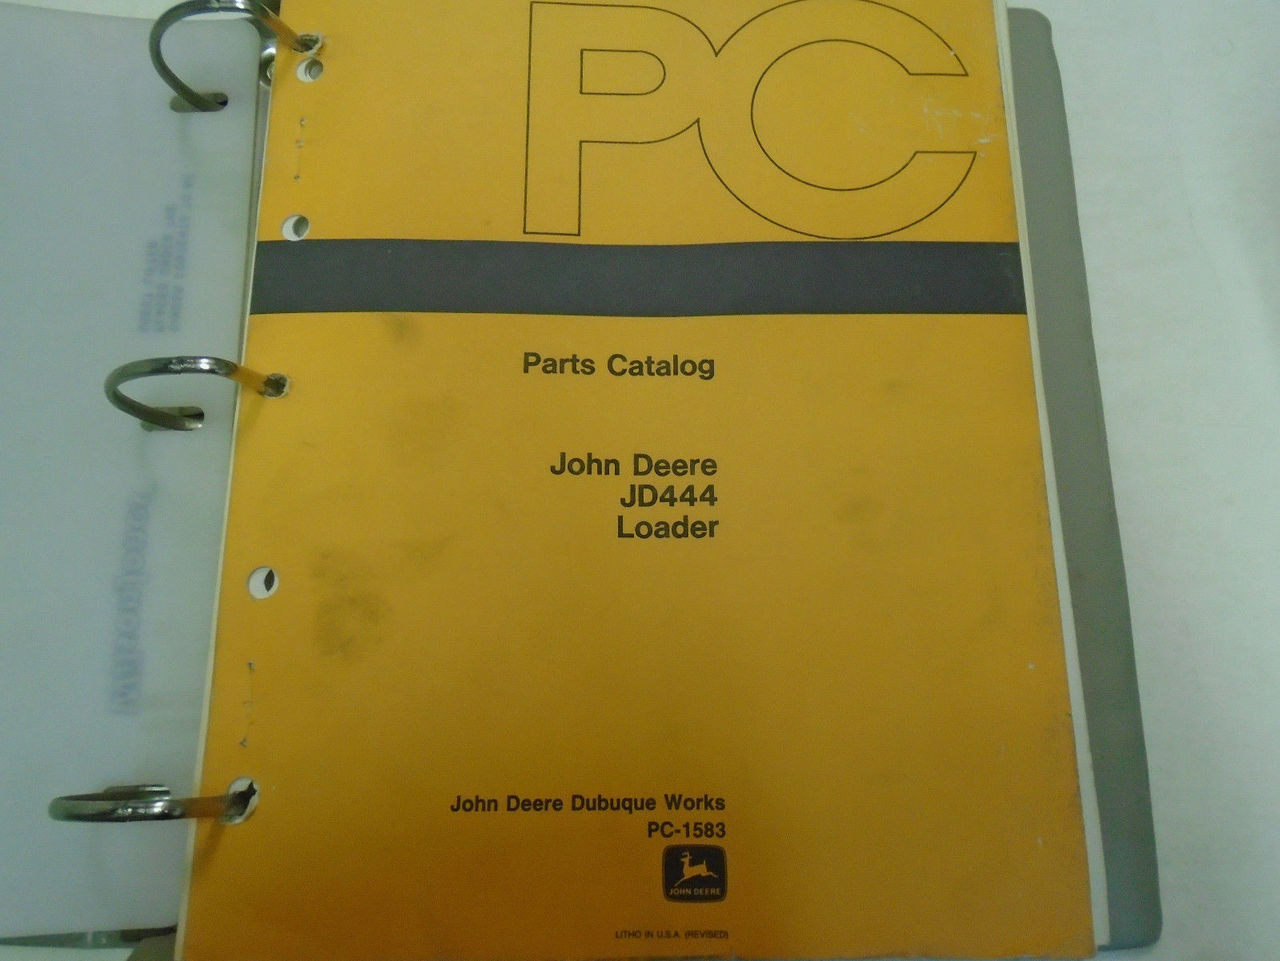 PC
Parts Catalog
John Deere
JD444
Loader
John Deere Dubuque Works
PC-1583
JOHN DEERE
LITHO IN U.S.A. (REVISED)